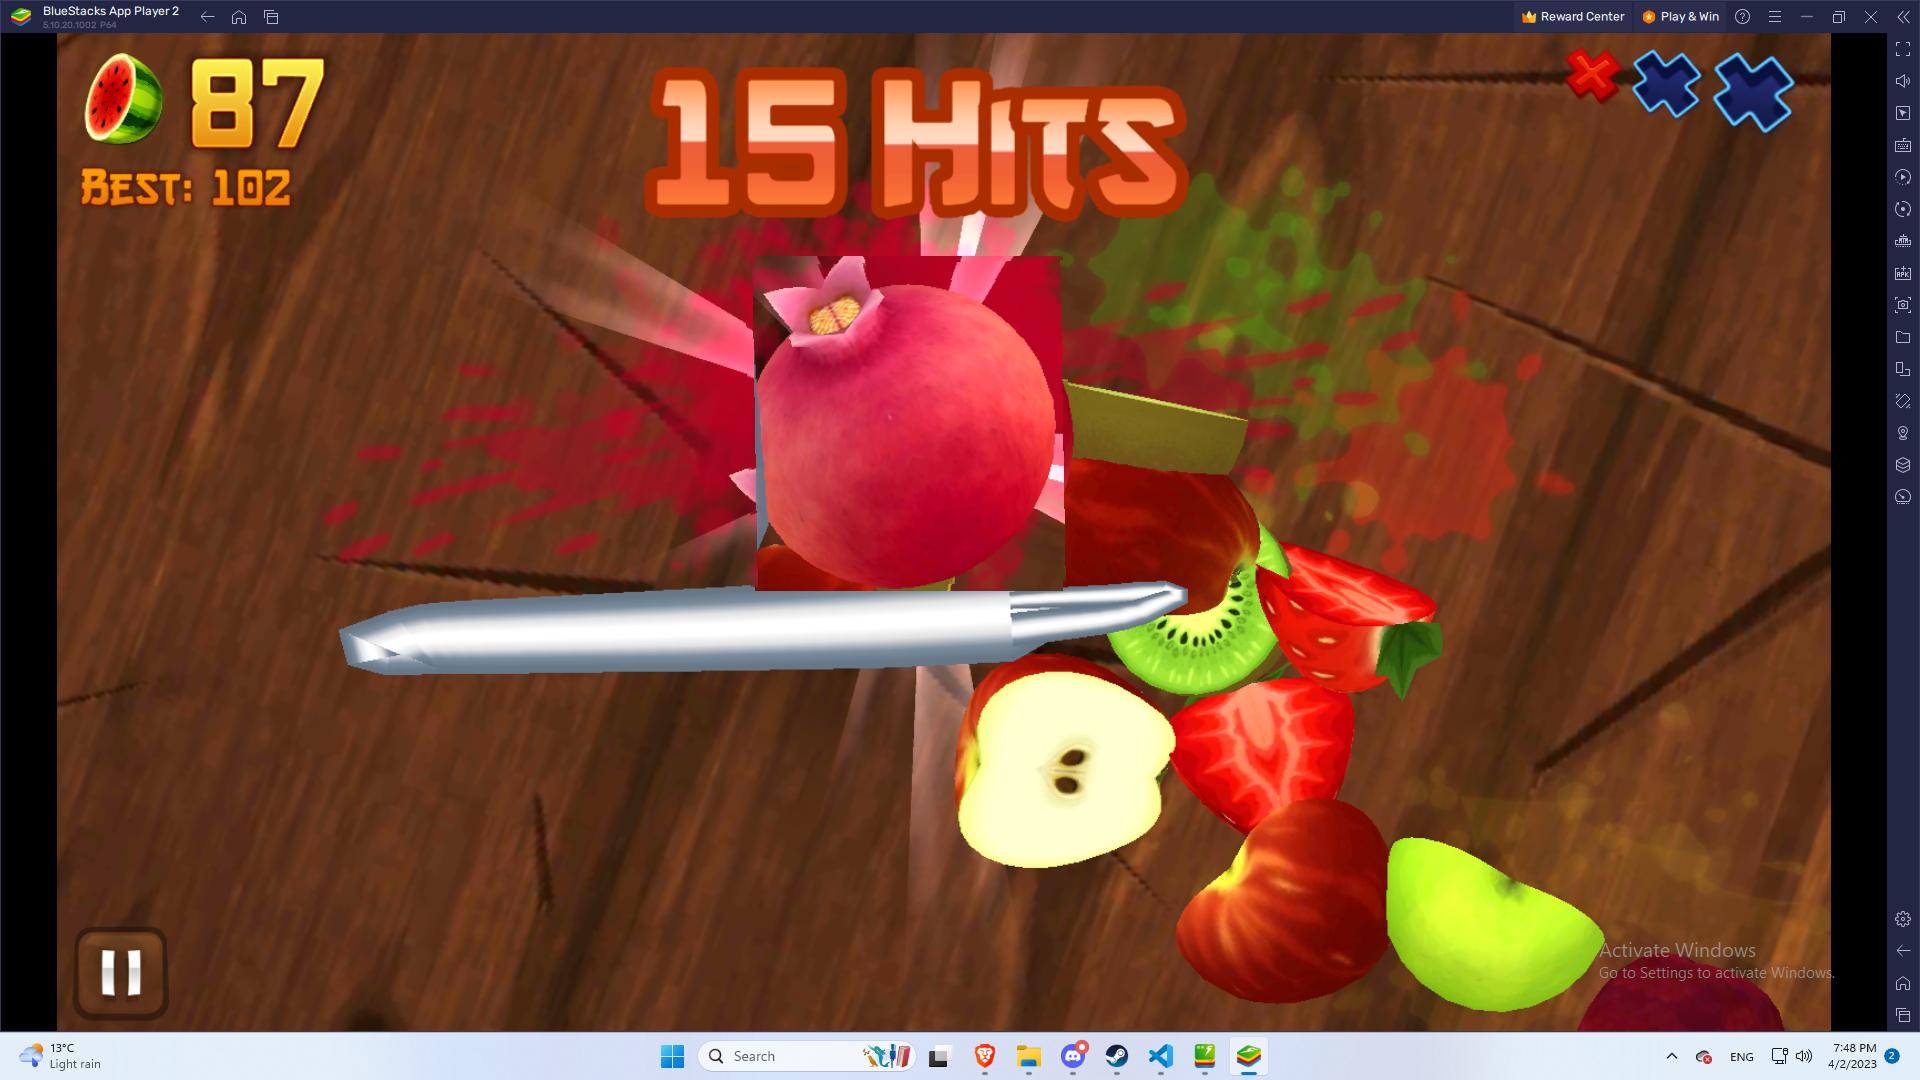 BlueStacks App Player 2
5.10.20.1002 P64
Reward Center
Play & Win
87
BEST: 102
15 HITS
Activate Windows
Go to Settings to activate Windows.
13°C
Light rain
Search
ENG
7:48 PM
4/2/2023
2